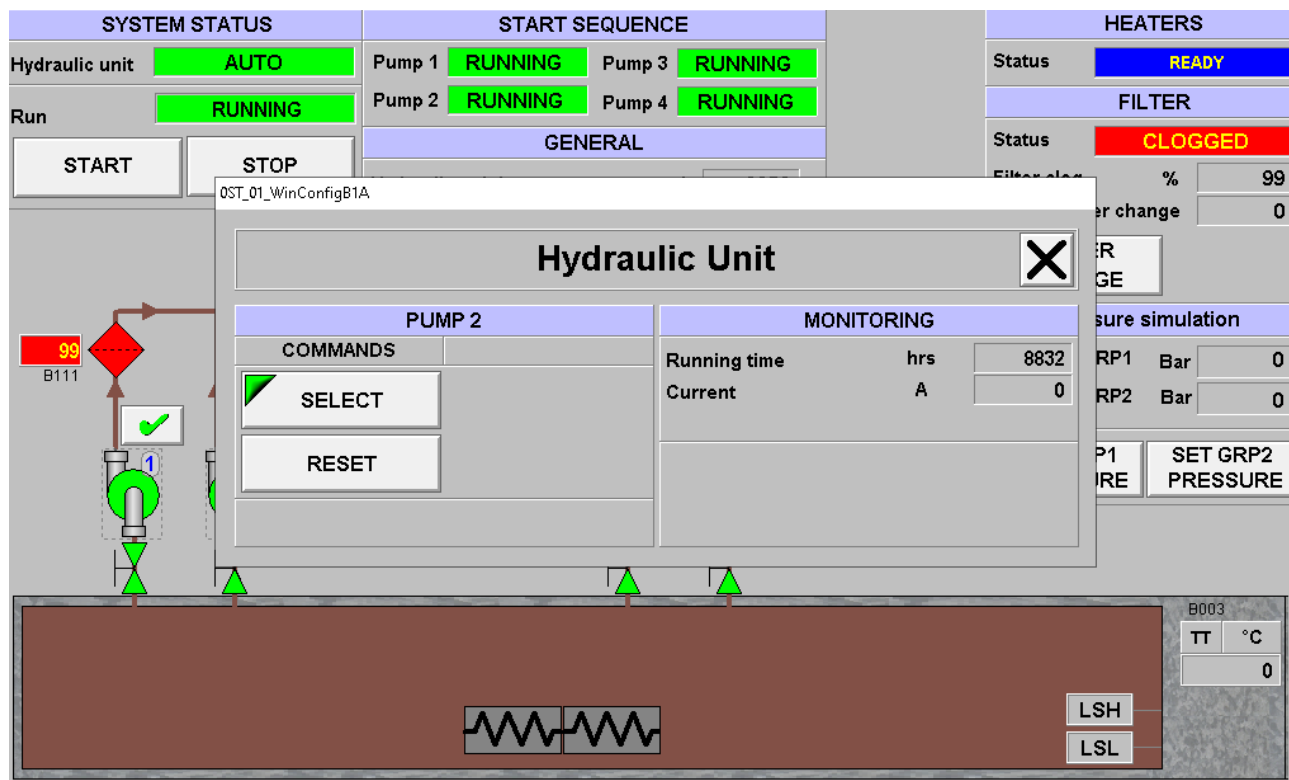 SYSTEM STATUS
Hydraulic unit AUTO
Run RUNNING
START STOP
START SEQUENCE
Pump 1 RUNNING Pump 3 RUNNING
Pump 2 RUNNING Pump 4 RUNNING
GENERAL
HEATERS
Status READY
FILTER
Status CLOGGED
Filter clog % 99
change 0
sure simulation
RP1 Bar 0
RP2 Bar 0
SET GRP2
PRESSURE
0ST_01_WinConfigB1A
Hydraulic Unit
PUMP 2
COMMANDS
SELECT
RESET
MONITORING
Running time hrs 8832
Current A 0
99
B111
1
B003
TT °C
0
LSH
LSL